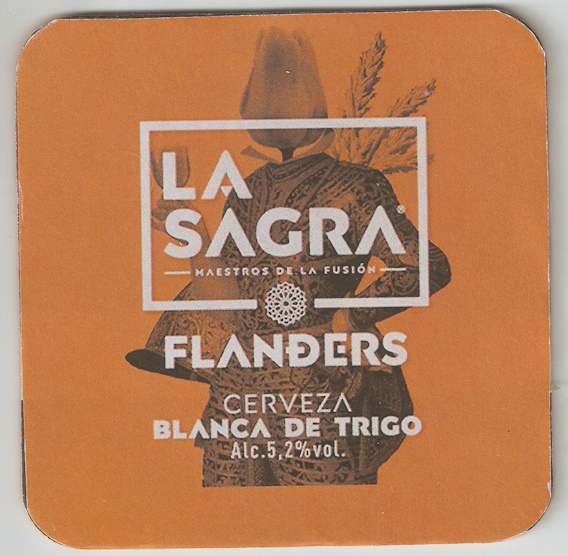 LA
SAGRA®
MAESTROS DE LA FUSIÓN
FLANDERS
CERVEZA
BLANCA DE TRIGO
Alc.5,2%vol.